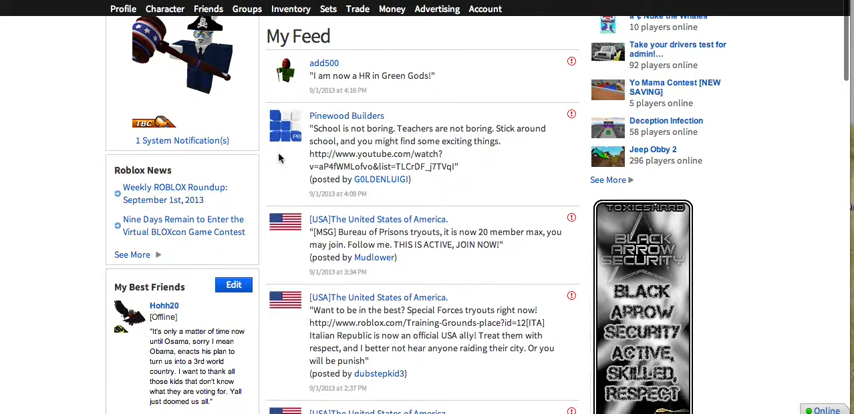 Profile Character Friends Groups Inventory Sets Trade Money Advertising Account
TBC
1 System Notification(s)
Roblox News
Weekly ROBLOX Roundup:
September 1st, 2013
Nine Days Remain to Enter the
Virtual BLOXcon Game Contest
See More
My Best Friends
Edit
Hohh20
[Offline]
"It's only a matter of time now
until Osama, sorry I mean
Obama, enacts his plan to
turn us into a 3rd world
country. I want to thank all
those kids that don't know
what they are voting for. Yall
just doomed us all."
My Feed
add500
"I am now a HR in Green Gods!"
9/1/2013 at 4:16 PM
Pinewood Builders
"School is not boring. Teachers are not boring. Stick around
school, and you might find some exciting things.
http://www.youtube.com/watch?
v=aP4fWMLofvo&list=TLCrDF_j7TVqI"
(posted by G0LDENLUIGI)
9/1/2013 at 4:09 PM
[USA]The United States of America.
"[MSG] Bureau of Prisons tryouts, it is now 20 member max, you
may join. Follow me. THIS IS ACTIVE, JOIN NOW!"
(posted by Mudlower)
9/1/2013 at 3:34 PM
[USA]The United States of America.
"Want to be in the best? Special Forces tryouts right now!
http://www.roblox.com/Training-Grounds-place?id=12[ITA]
Italian Republic is now an official USA ally! Treat them with
respect, and I better not hear anyone raiding their city. Or you
will be punish"
(posted by dubstepkid3)
9/1/2013 at 2:37 PM
[USA]The United States of America.
Nuke the Whales
10 players online
Take your drivers test for
admin!...
92 players online
Yo Mama Contest [NEW
SAVING]
5 players online
Deception Infection
58 players online
Jeep Obby 2
296 players online
See More
TOXICSHARD
BLACK
ARROW
SECURITY
BLACK
ARROW
SECURITY
ACTIVE,
SKILLED,
RESPECT
Online